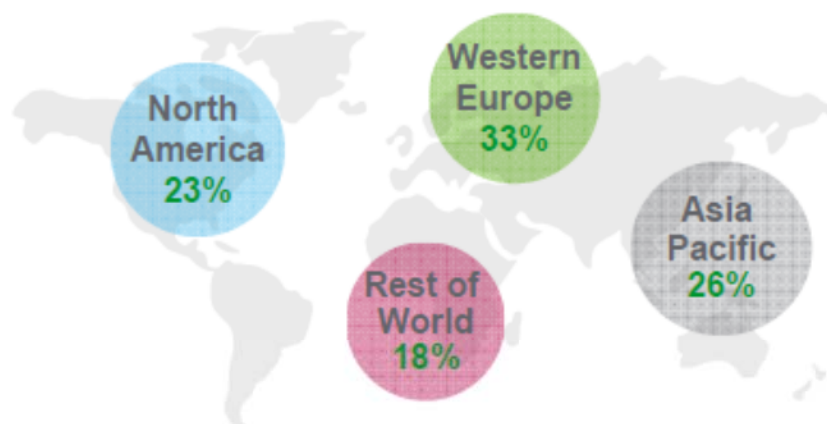 North
America
23%
Western
Europe
33%
Asia
Pacific
26%
Rest of
World
18%